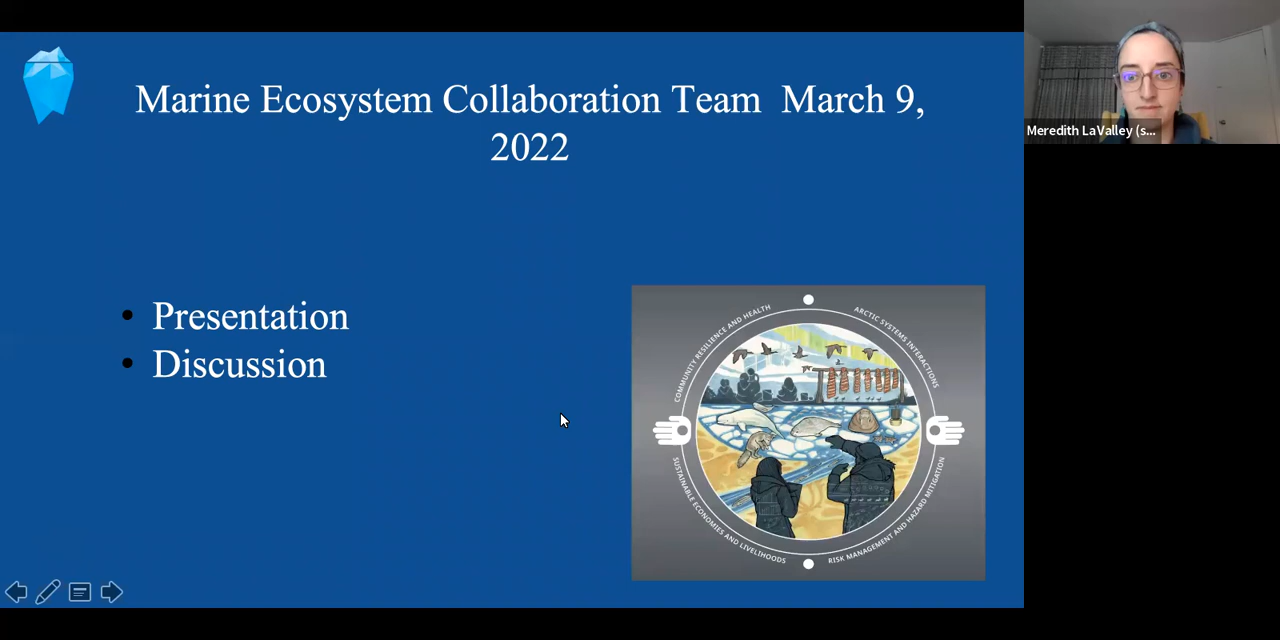 Marine Ecosystem Collaboration Team March 9,
2022
Meredith LaValley (s...
• Presentation
• Discussion
COMMUNITY RESILIENCE AND HEALTH
ARCTIC SYSTEMS INTERACTIONS
SUSTAINABLE ECONOMIES AND LIVELIHOODS
RISK MANAGEMENT AND HAZARD MITIGATION